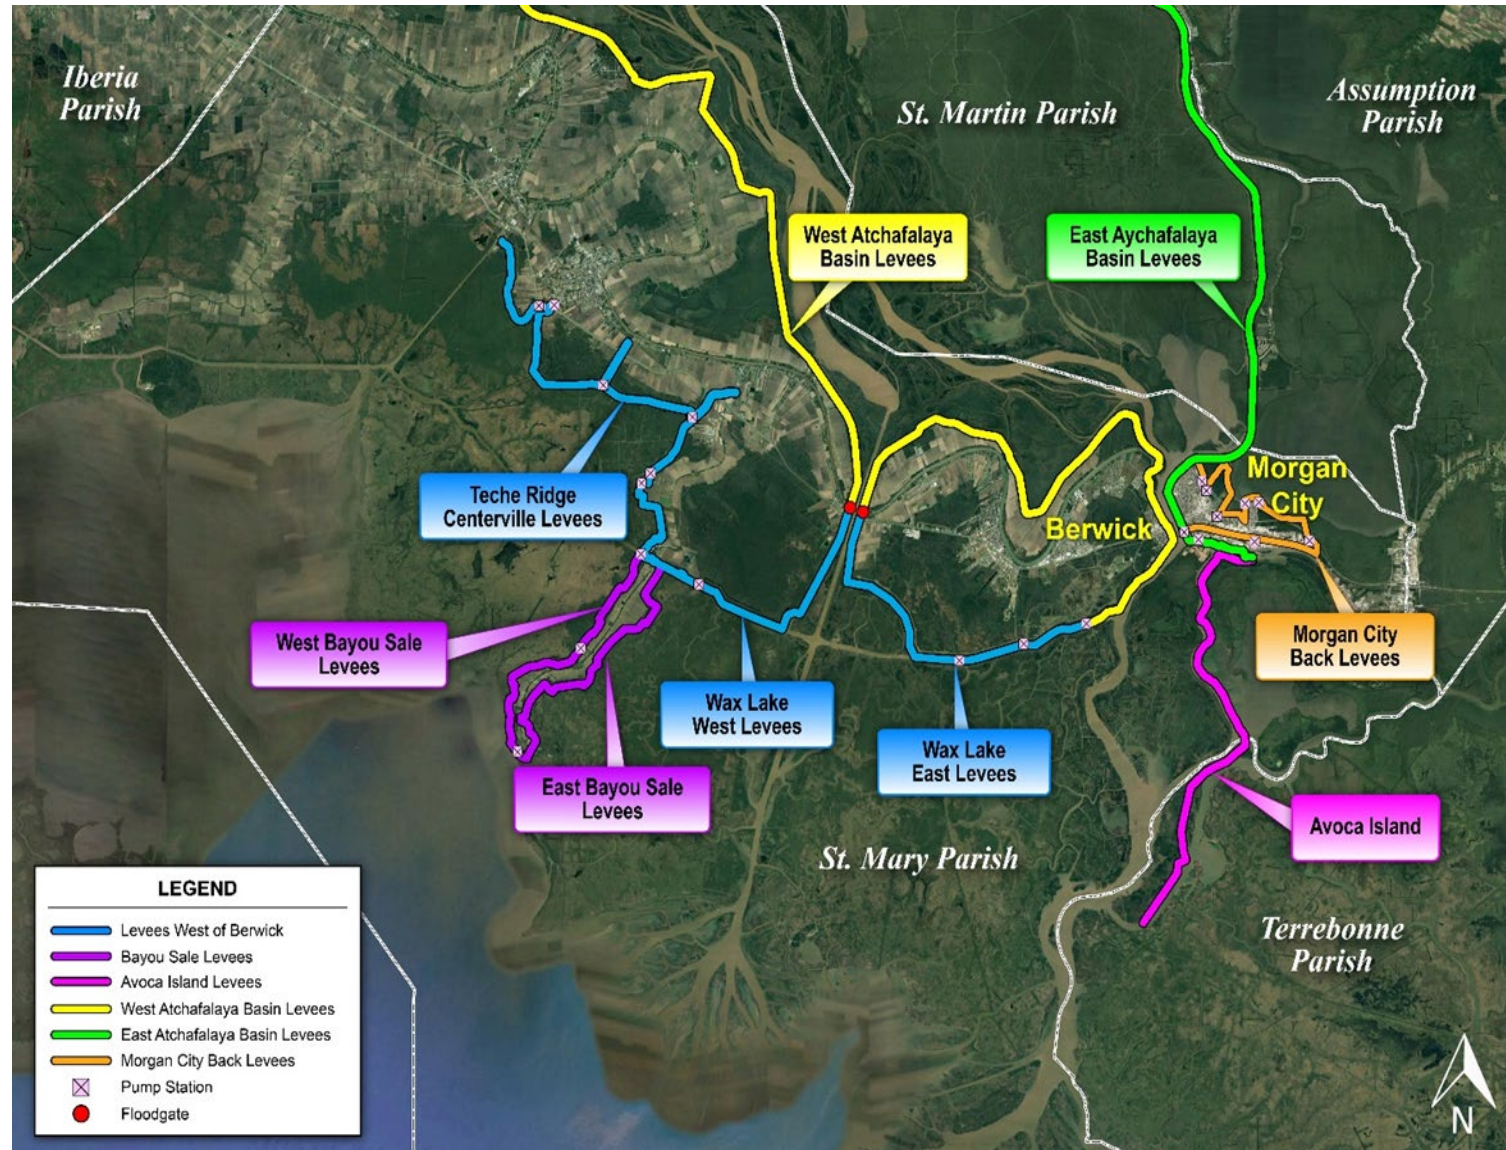 Iberia
Parish
St. Martin Parish
Assumption
Parish
West Atchafalaya
Basin Levees
East Aychafalaya
Basin Levees
Teche Ridge
Centerville Levees
Morgan
City
Berwick
West Bayou Sale
Levees
Morgan City
Back Levees
Wax Lake
West Levees
Wax Lake
East Levees
East Bayou Sale
Levees
Avoca Island
St. Mary Parish
Terrebonne
Parish
LEGEND
Levees West of Berwick
Bayou Sale Levees
Avoca Island Levees
West Atchafalaya Basin Levees
East Atchafalaya Basin Levees
Morgan City Back Levees
Pump Station
Floodgate
N